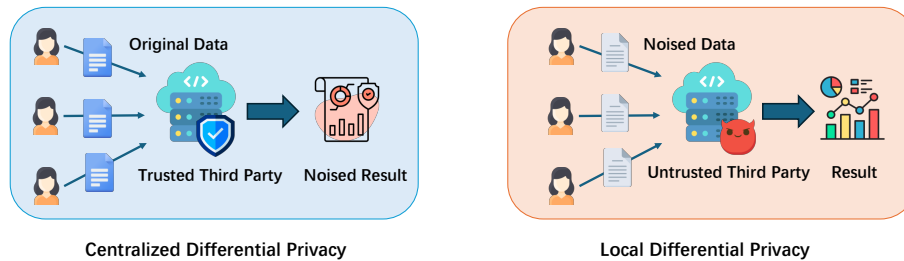 Original Data
</>
Trusted Third Party
Noised Result
Centralized Differential Privacy
Noised Data
</>
Untrusted Third Party
Result
Local Differential Privacy